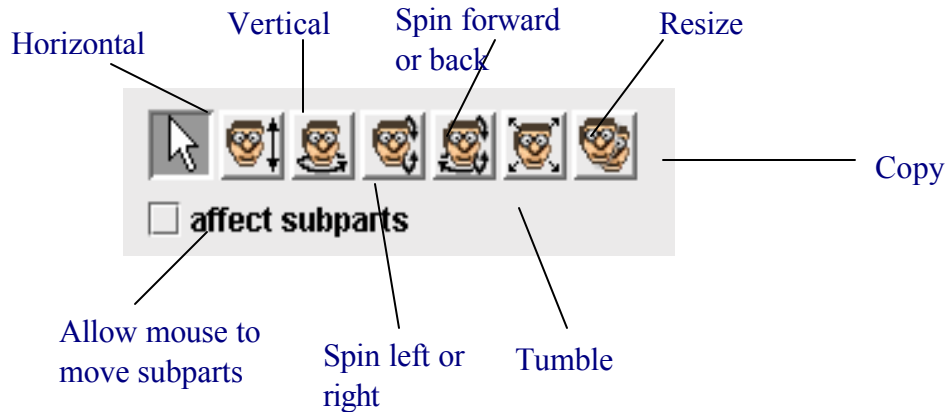 Horizontal
Vertical
Spin forward
or back
Resize
Copy
affect subparts
Allow mouse to
move subparts
Spin left or
right
Tumble